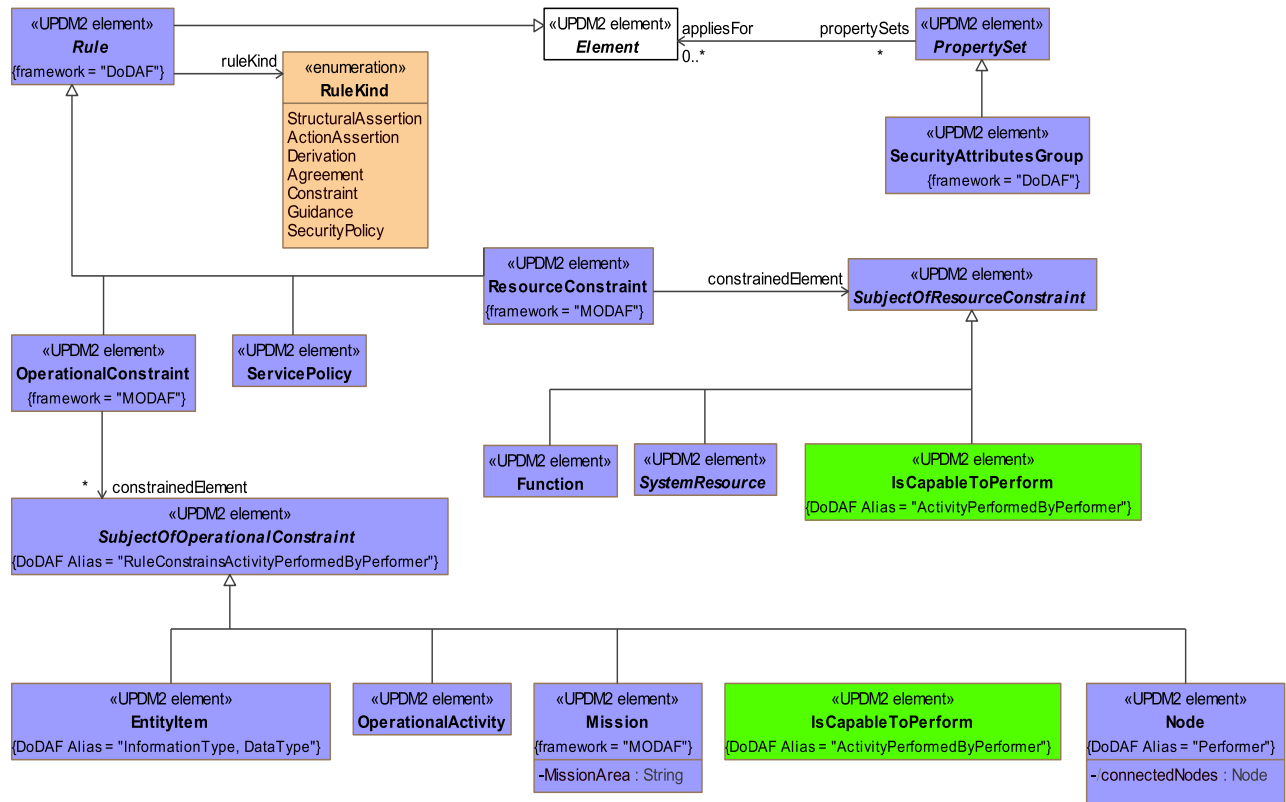 «UPDM2 element»
Rule
{framework = "DoDAF"}
ruleKind
«enumeration»
RuleKind
StructuralAssertion
ActionAssertion
Derivation
Agreement
Constraint
Guidance
SecurityPolicy
«UPDM2 element»
Element
appliesFor
0..*
propertySets
*
«UPDM2 element»
PropertySet
«UPDM2 element»
SecurityAttributesGroup
{framework = "DoDAF"}
«UPDM2 element»
ResourceConstraint
{framework = "MODAF"}
constrainedElement
«UPDM2 element»
SubjectOfResourceConstraint
«UPDM2 element»
OperationalConstraint
{framework = "MODAF"}
«UPDM2 element»
ServicePolicy
«UPDM2 element»
Function
«UPDM2 element»
SystemResource
«UPDM2 element»
IsCapableToPerform
{DoDAF Alias = "ActivityPerformedByPerformer"}
* constrainedElement
«UPDM2 element»
SubjectOfOperationalConstraint
{DoDAF Alias = "RuleConstrainsActivityPerformedByPerformer"}
«UPDM2 element»
EntityItem
{DoDAF Alias = "InformationType, DataType"}
«UPDM2 element»
OperationalActivity
«UPDM2 element»
Mission
{framework = "MODAF"}
-MissionArea : String
«UPDM2 element»
IsCapableToPerform
{DoDAF Alias = "ActivityPerformedByPerformer"}
«UPDM2 element»
Node
{DoDAF Alias = "Performer"}
-/connectedNodes : Node